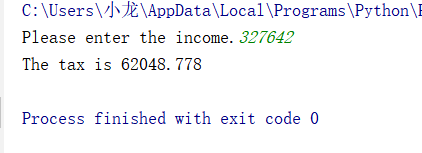 C:\Users\小龙\AppData\Local\Programs\Python\
Please enter the income.327642
The tax is 62048.778
Process finished with exit code 0